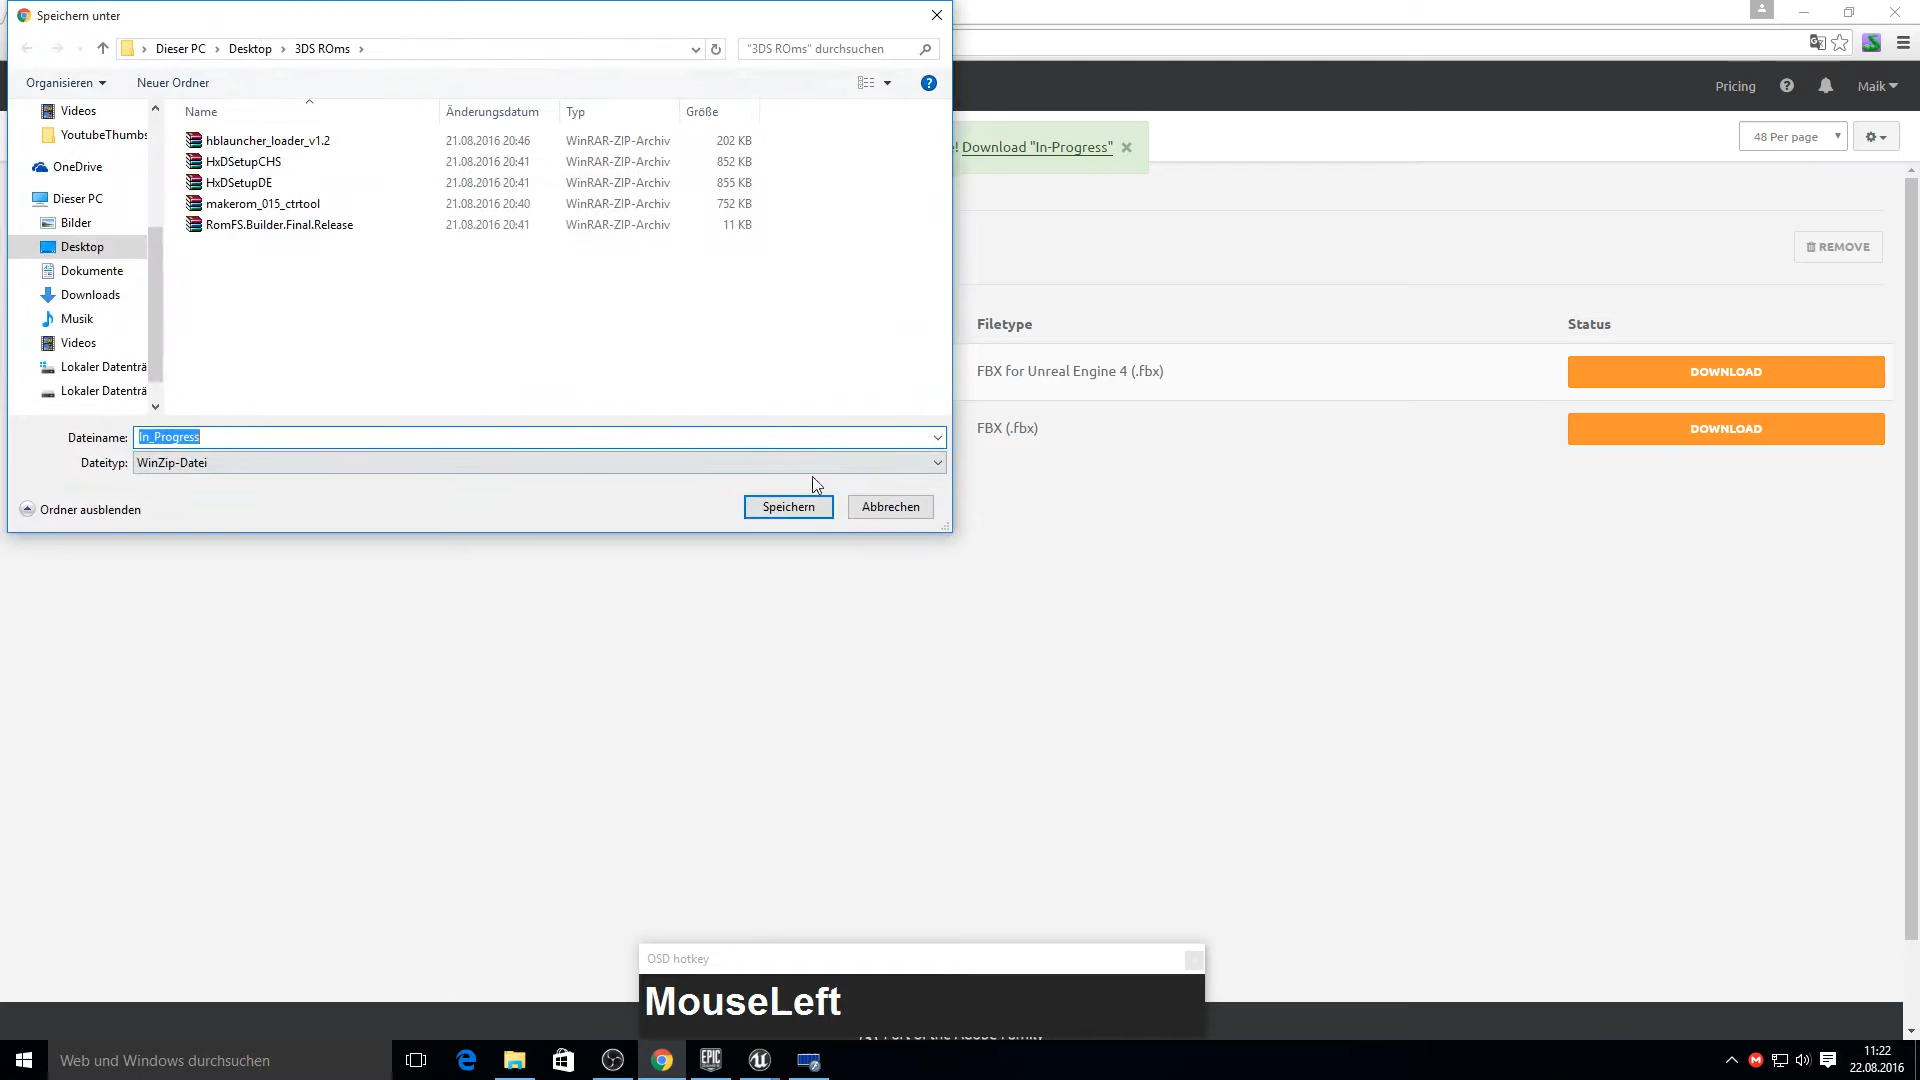 Speichern unter
Dieser PC
Desktop
3DS ROms
"3DS ROms" durchsuchen
Organisieren
Neuer Ordner
Videos
YoutubeThumbs
OneDrive
Dieser PC
Bilder
Desktop
Dokumente
Downloads
Musik
Videos
Lokaler Datenträ
Lokaler Datenträ
Name Änderungsdatum Typ Größe
hblauncher_loader_v1.2 21.08.2016 20:46 WinRAR-ZIP-Archiv 202 KB
HxDSetupCHS 21.08.2016 20:41 WinRAR-ZIP-Archiv 852 KB
HxDSetupDE 21.08.2016 20:41 WinRAR-ZIP-Archiv 855 KB
makerom_015_ctrtool 21.08.2016 20:40 WinRAR-ZIP-Archiv 752 KB
RomFS.Builder.Final.Release 21.08.2016 20:41 WinRAR-ZIP-Archiv 11 KB
Dateiname: In_Progress
Dateityp: WinZip-Datei
Ordner ausblenden
Speichern
Abbrechen
Pricing
Maik
! Download "In-Progress"
48 Per page
REMOVE
Filetype Status
FBX for Unreal Engine 4 (.fbx) DOWNLOAD
FBX (.fbx) DOWNLOAD
OSD hotkey
MouseLeft
Web und Windows durchsuchen
EPIC
11:22
22.08.2016